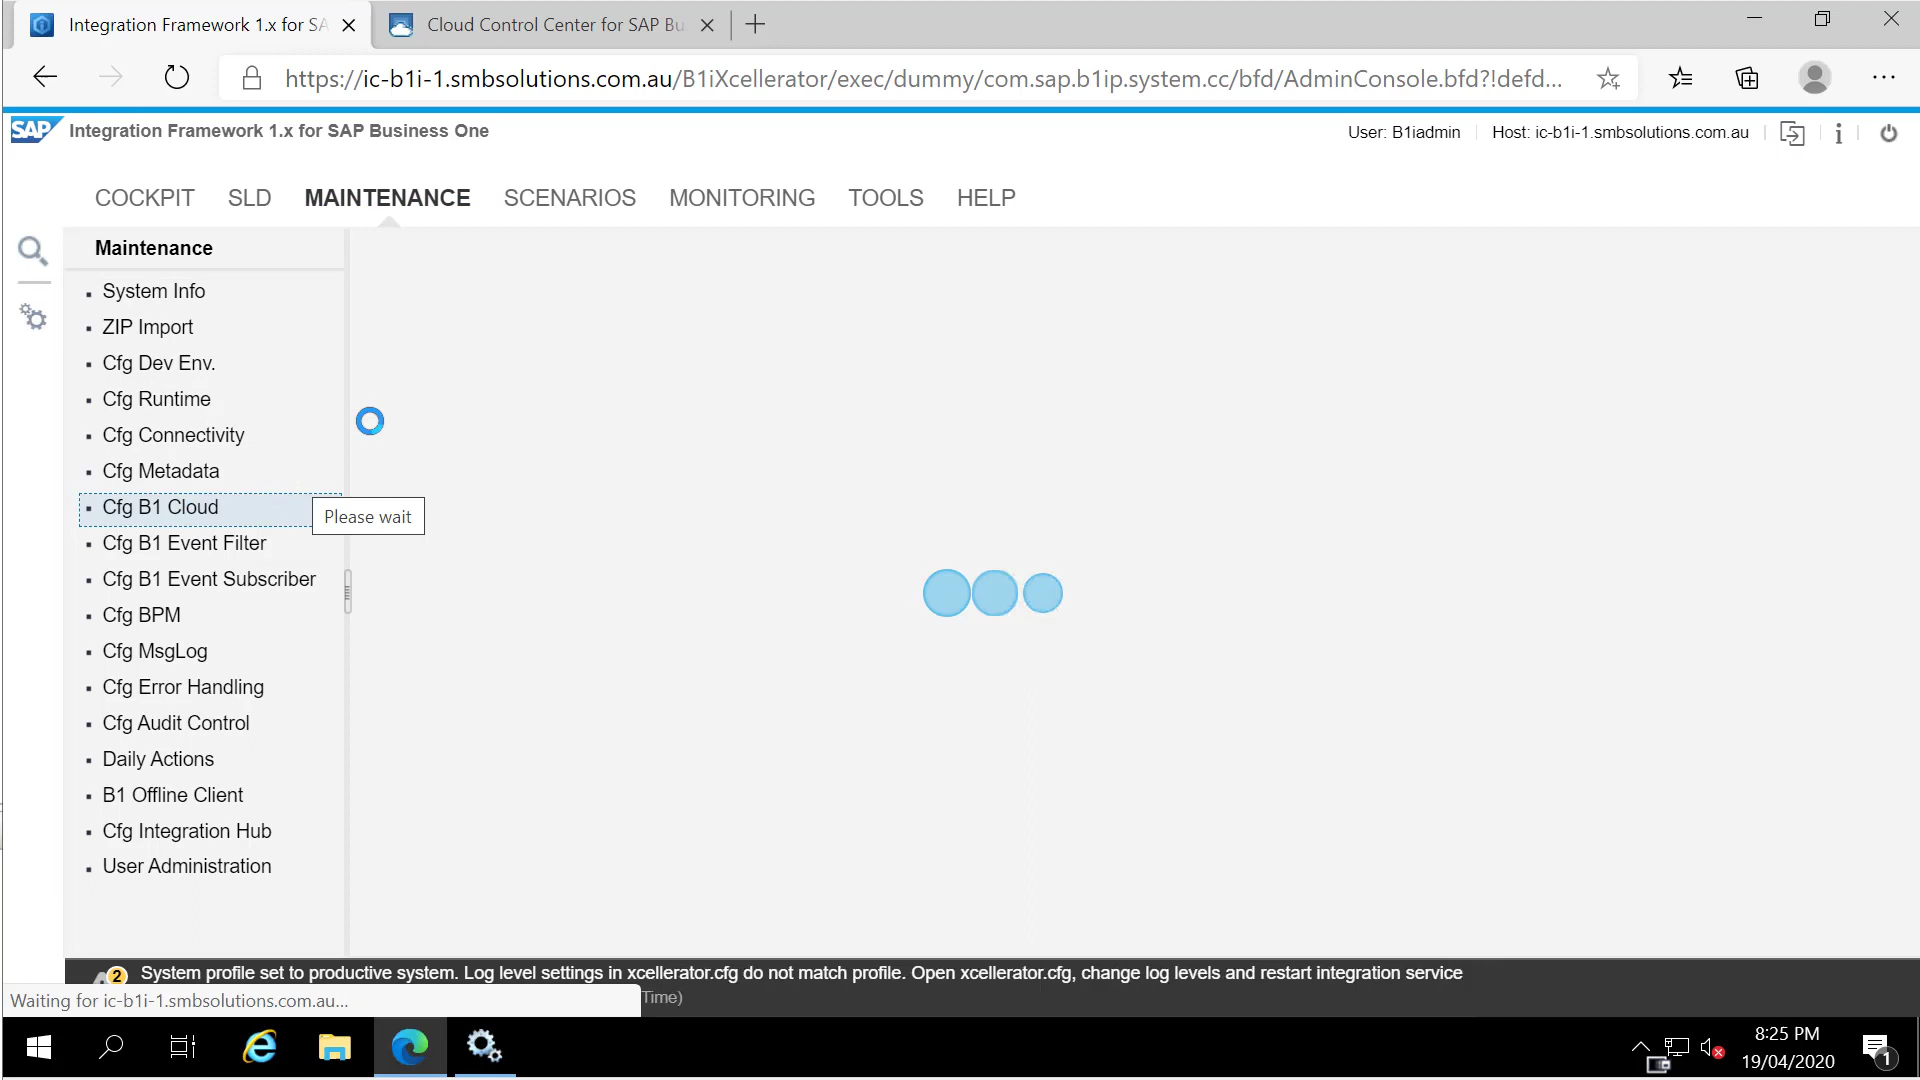 Integration Framework 1.x for SA
Cloud Control Center for SAP Bu
https://ic-b1i-1.smbsolutions.com.au/B1iXcellerator/exec/dummy/com.sap.b1ip.system.cc/bfd/AdminConsole.bfd?!defd...
SAP Integration Framework 1.x for SAP Business One
User: B1iadmin
Host: ic-b1i-1.smbsolutions.com.au
COCKPIT SLD MAINTENANCE SCENARIOS MONITORING TOOLS HELP
Maintenance
System Info
ZIP Import
Cfg Dev Env.
Cfg Runtime
Cfg Connectivity
Cfg Metadata
Cfg B1 Cloud
Please wait
Cfg B1 Event Filter
Cfg B1 Event Subscriber
Cfg BPM
Cfg MsgLog
Cfg Error Handling
Cfg Audit Control
Daily Actions
B1 Offline Client
Cfg Integration Hub
User Administration
2 System profile set to productive system. Log level settings in xcellerator.cfg do not match profile. Open xcellerator.cfg, change log levels and restart integration service
Waiting for ic-b1i-1.smbsolutions.com.au...
Time)
8:25 PM
19/04/2020
1